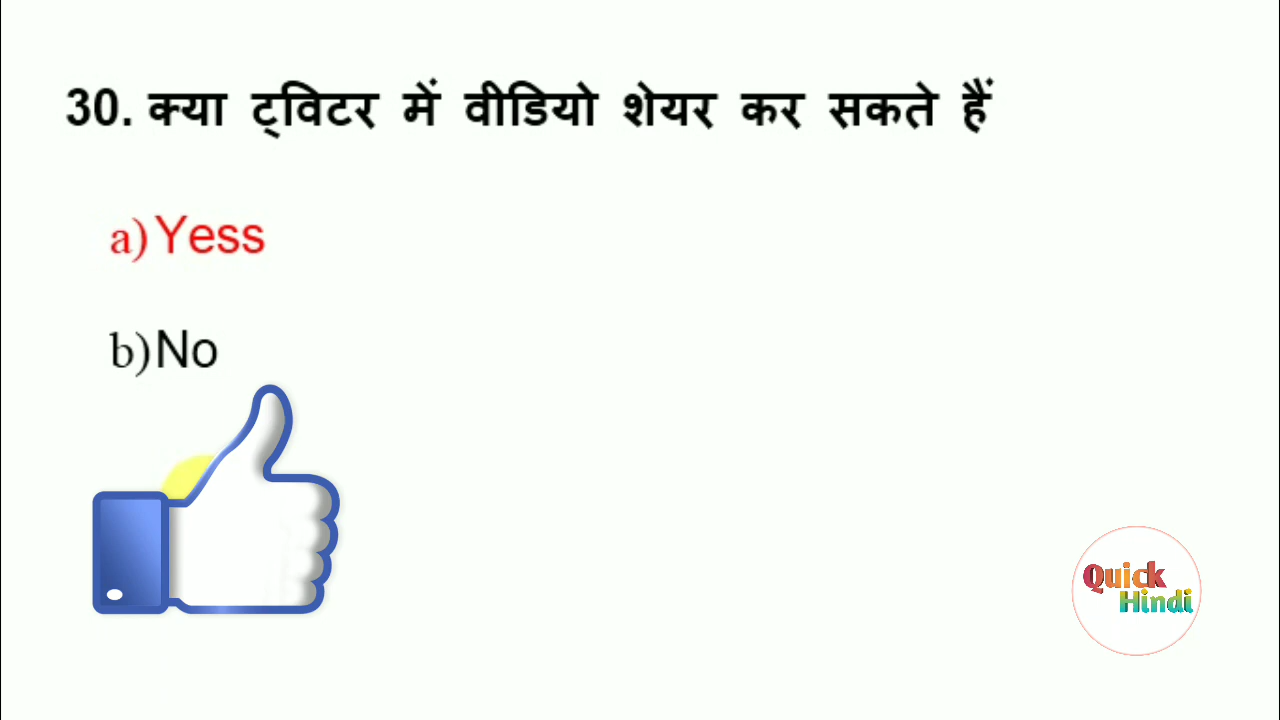 30. क्या ट्विटर में वीडियो शेयर कर सकते हैं
a) Yess
b) No
Quick
Hindi